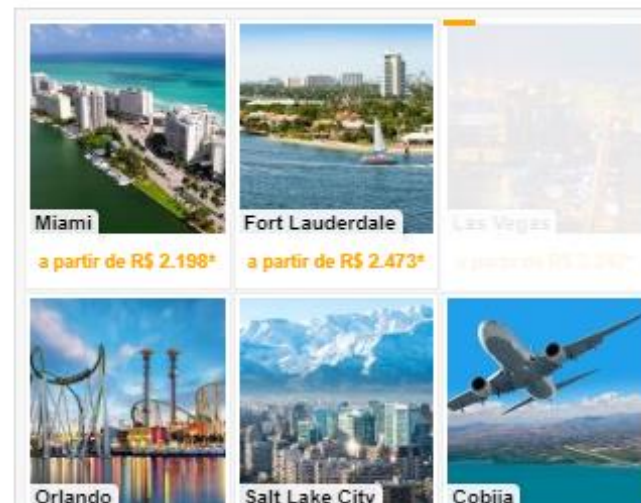 Miami
Fort Lauderdale
Las Vegas
a partir de R$ 2.198*
a partir de R$ 2.473*
Orlando
Salt Lake City
Cobija